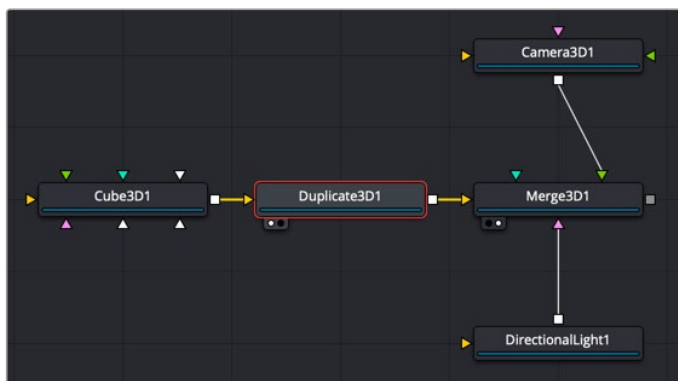 Camera3D1
Cube3D1
Duplicate3D1
Merge3D1
DirectionalLight1